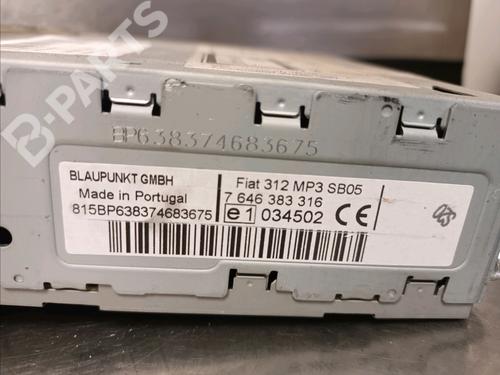 B-PARTS
BP638374683675
BLAUPUNKT GMBH
Fiat 312 MP3 SB05
Made in Portugal
7 646 383 316
815BP638374683675
e1 034502 CE